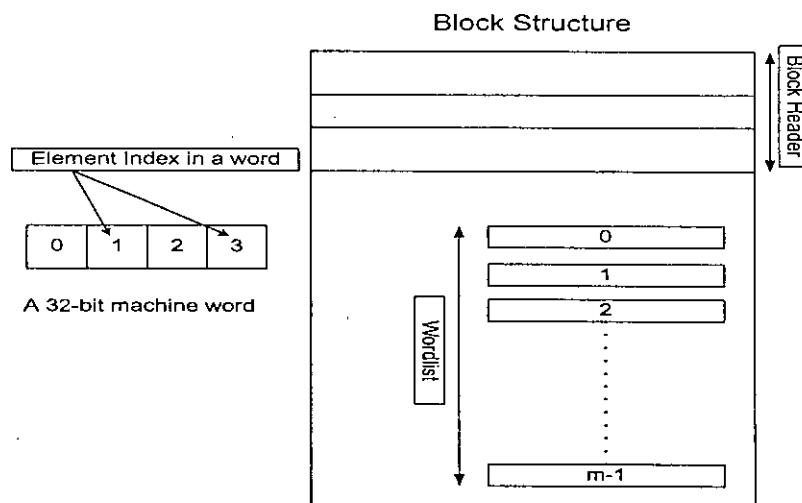 Block Structure
Block Header
Element Index in a word
0 1 2 3
A 32-bit machine word
Wordlist
0
1
2
m-1